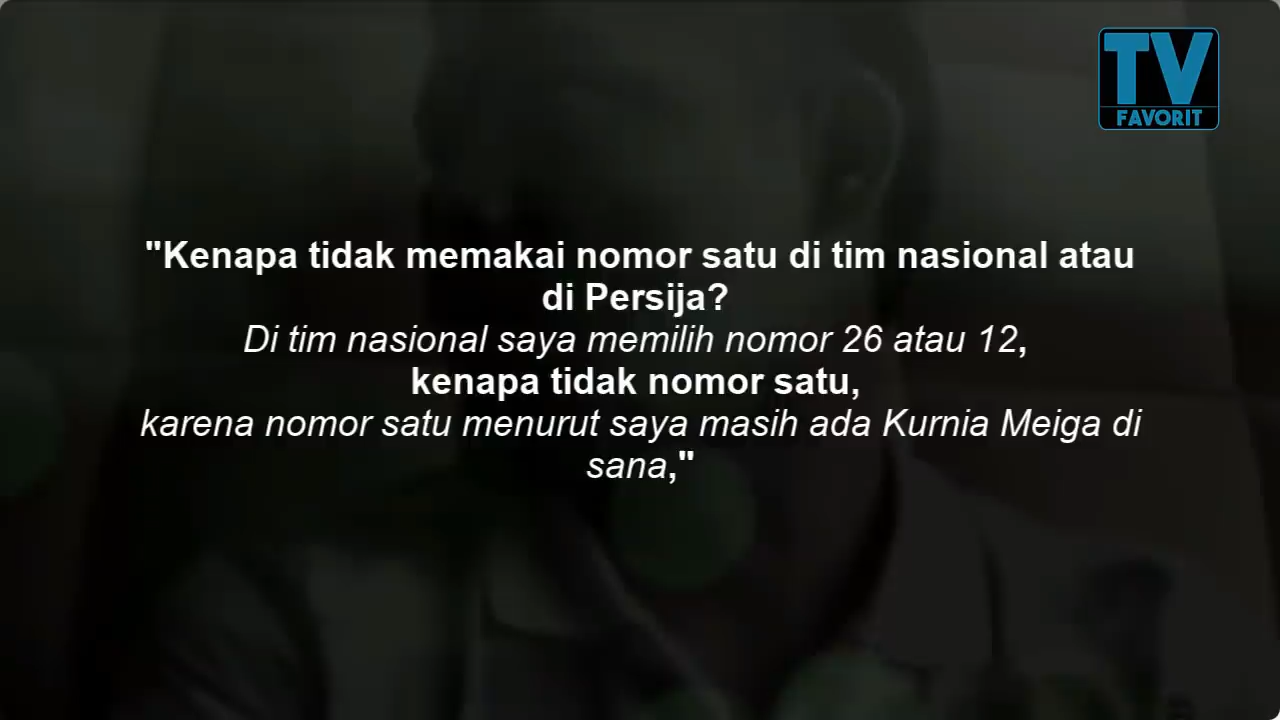 TV
FAVORIT
"Kenapa tidak memakai nomor satu di tim nasional atau
di Persija?
Di tim nasional saya memilih nomor 26 atau 12,
kenapa tidak nomor satu,
karena nomor satu menurut saya masih ada Kurnia Meiga di
sana,"